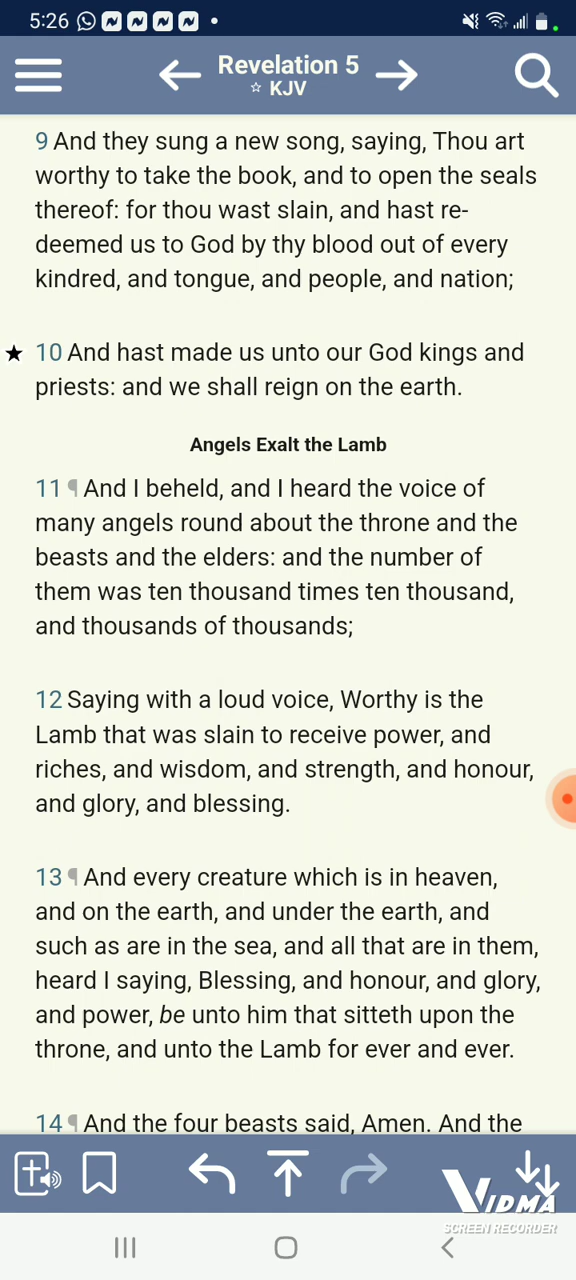 5:26
Revelation 5
☆ KJV
9 And they sung a new song, saying, Thou art
worthy to take the book, and to open the seals
thereof: for thou wast slain, and hast re-
deemed us to God by thy blood out of every
kindred, and tongue, and people, and nation;
★ 10 And hast made us unto our God kings and
priests: and we shall reign on the earth.
Angels Exalt the Lamb
11 ¶ And I beheld, and I heard the voice of
many angels round about the throne and the
beasts and the elders: and the number of
them was ten thousand times ten thousand,
and thousands of thousands;
12 Saying with a loud voice, Worthy is the
Lamb that was slain to receive power, and
riches, and wisdom, and strength, and honour,
and glory, and blessing.
13 ¶ And every creature which is in heaven,
and on the earth, and under the earth, and
such as are in the sea, and all that are in them,
heard I saying, Blessing, and honour, and glory,
and power, be unto him that sitteth upon the
throne, and unto the Lamb for ever and ever.
14 ¶ And the four beasts said, Amen. And the
VIDMA
SCREEN RECORDER